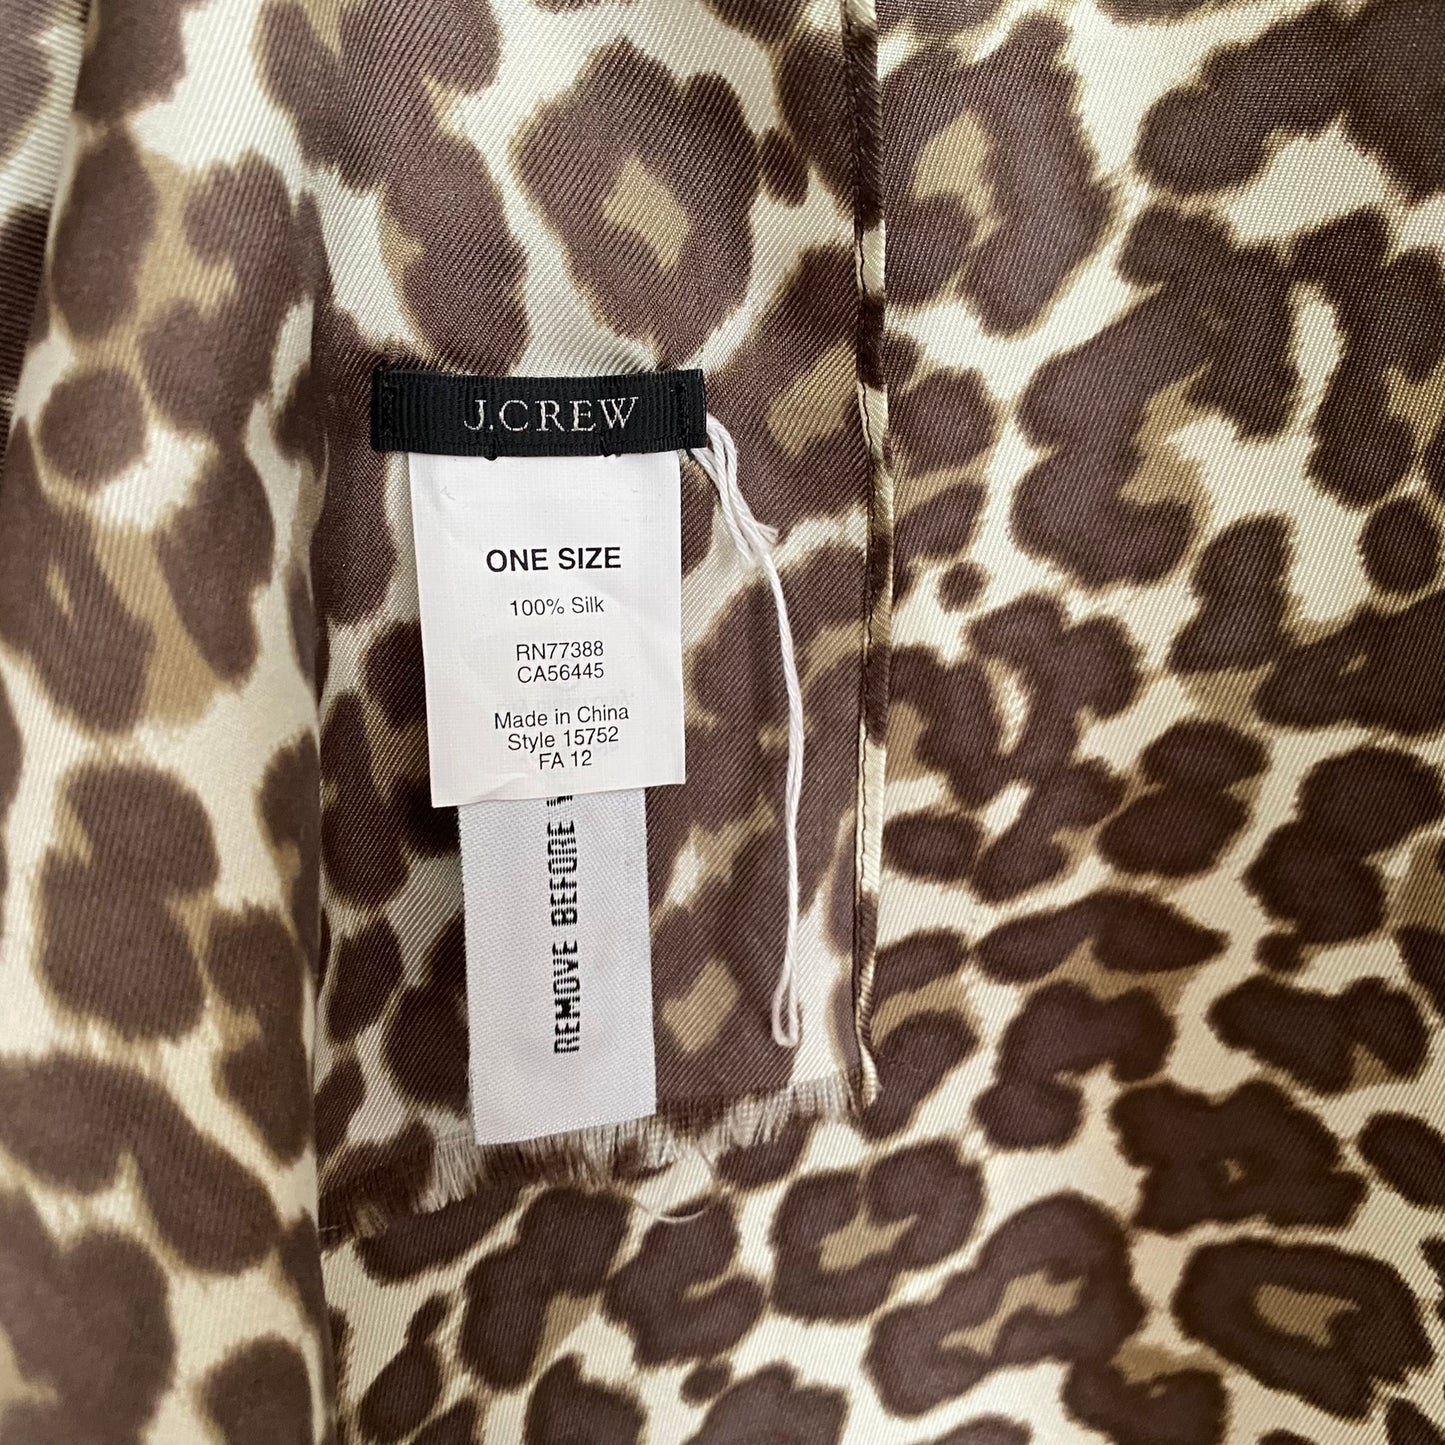 J.CREW
ONE SIZE
100% Silk
RN77388
CA56445
Made in China
Style 15752
FA 12
REMOVE BEFORE